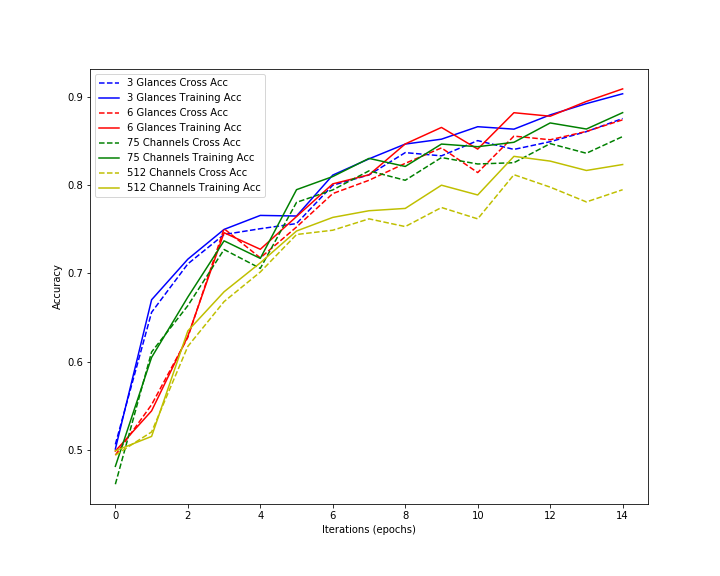 3 Glances Cross Acc
3 Glances Training Acc
6 Glances Cross Acc
6 Glances Training Acc
75 Channels Cross Acc
75 Channels Training Acc
512 Channels Cross Acc
512 Channels Training Acc
Accuracy
0.9
0.8
0.7
0.6
0.5
0 2 4 6 8 10 12 14
Iterations (epochs)